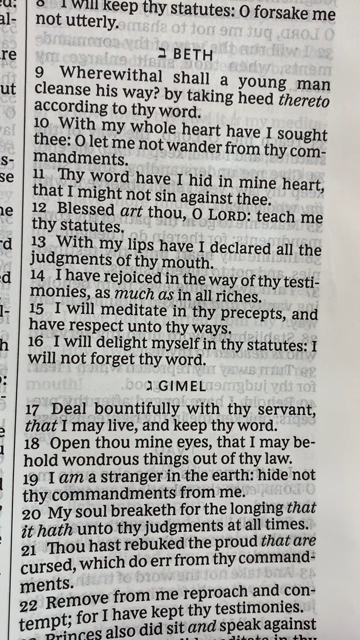 8 I will keep thy statutes: O forsake me
not utterly.
ב BETH
9 Wherewithal shall a young man
cleanse his way? by taking heed thereto
according to thy word.
10 With my whole heart have I sought
thee: O let me not wander from thy com-
mandments.
11 Thy word have I hid in mine heart,
that I might not sin against thee.
12 Blessed art thou, O LORD: teach me
thy statutes.
13 With my lips have I declared all the
judgments of thy mouth.
14 I have rejoiced in the way of thy testi-
monies, as much as in all riches.
15 I will meditate in thy precepts, and
have respect unto thy ways.
16 I will delight myself in thy statutes: I
will not forget thy word.
ג GIMEL
17 Deal bountifully with thy servant,
that I may live, and keep thy word.
18 Open thou mine eyes, that I may be-
hold wondrous things out of thy law.
19 I am a stranger in the earth: hide not
thy commandments from me.
20 My soul breaketh for the longing that
it hath unto thy judgments at all times.
21 Thou hast rebuked the proud that are
cursed, which do err from thy command-
ments.
22 Remove from me reproach and con-
tempt; for I have kept thy testimonies.
Princes also did sit and speak against